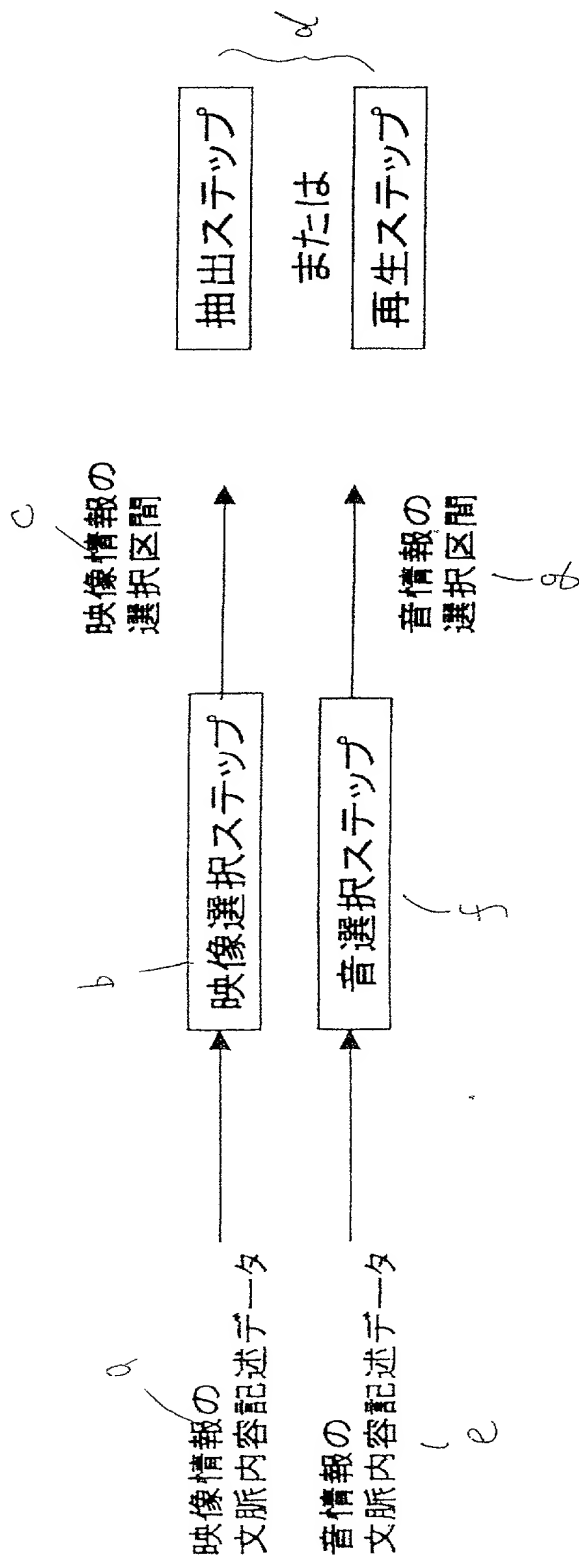 a
映像情報の
文脈内容記述データ
b
映像選択ステップ
c
映像情報の
選択区間
抽出ステップ
または
再生ステップ
d
音情報の
文脈内容記述データ
e
音選択ステップ
f
音情報の
選択区間
g